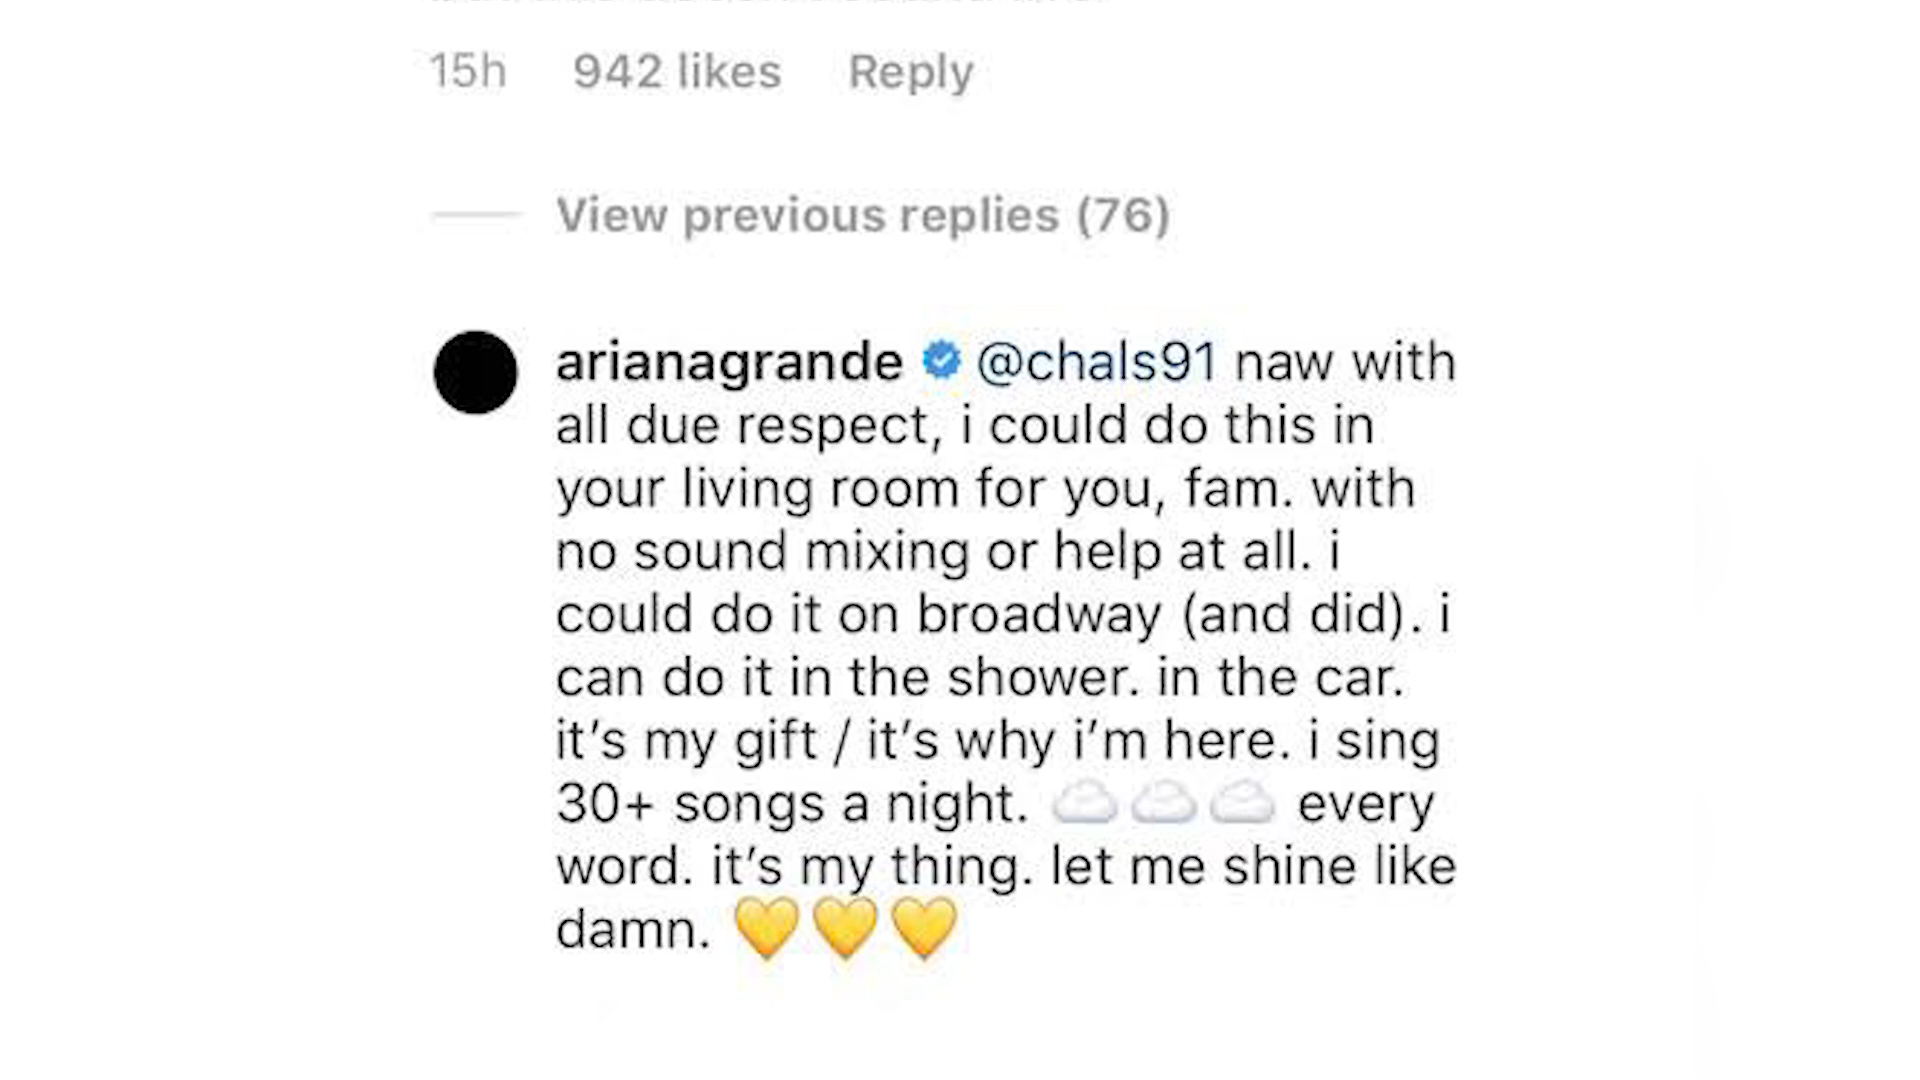 15h 942 likes Reply
View previous replies (76)
arianagrande @chals91 naw with
all due respect, i could do this in
your living room for you, fam. with
no sound mixing or help at all. i
could do it on broadway (and did). i
can do it in the shower. in the car.
it’s my gift / it’s why i’m here. i sing
30+ songs a night. ☁️☁️☁️ every
word. it’s my thing. let me shine like
damn. 💛💛💛